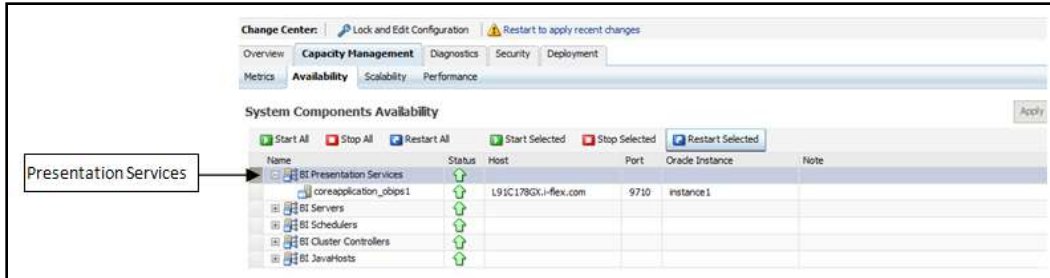 Change Center: Lock and Edit Configuration Restart to apply recent changes
Overview Capacity Management Diagnostics Security Deployment
Metrics Availability Scalability Performance
System Components Availability Apply
Start All Stop All Restart All Start Selected Stop Selected Restart Selected
Name Status Host Port Oracle Instance Note
Presentation Services
BI Presentation Services
coreapplication_obips1 L91C178GX.i-flex.com 9710 instance1
BI Servers
BI Schedulers
BI Cluster Controllers
BI JavaHosts